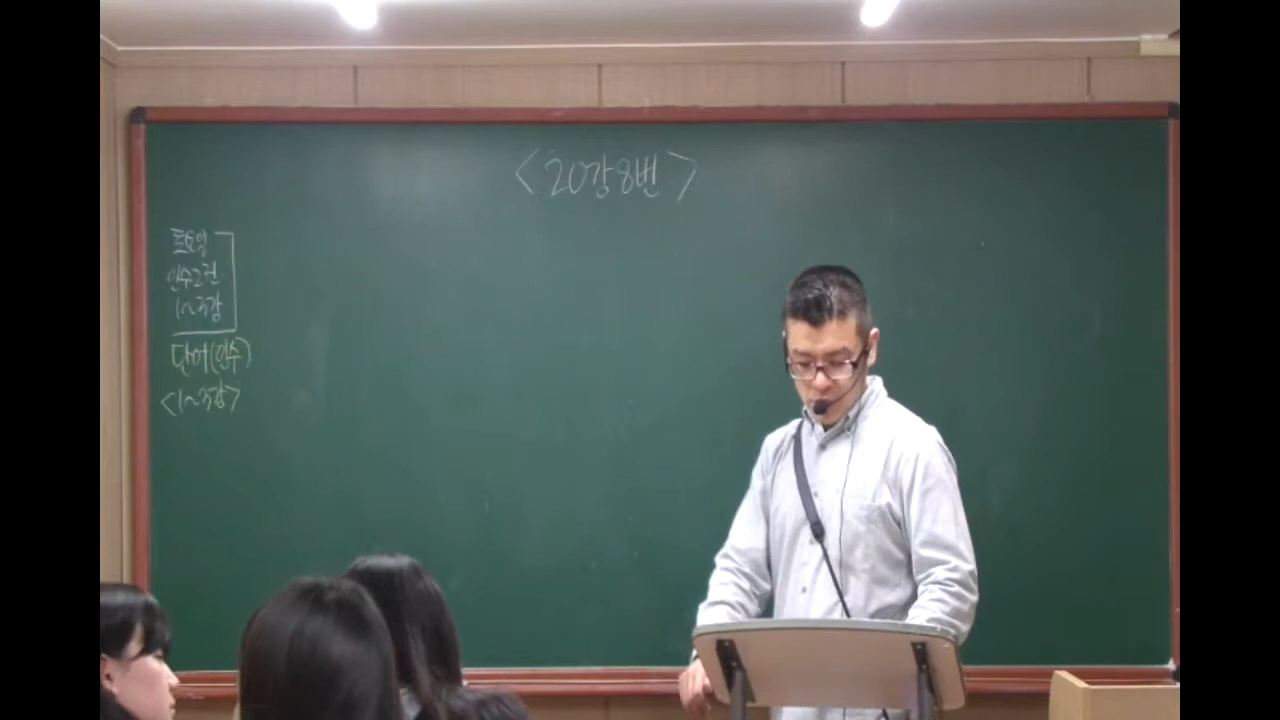 <20강 8번>
토요일
인수2권
1~3강
단어(인수)
<1~3강>